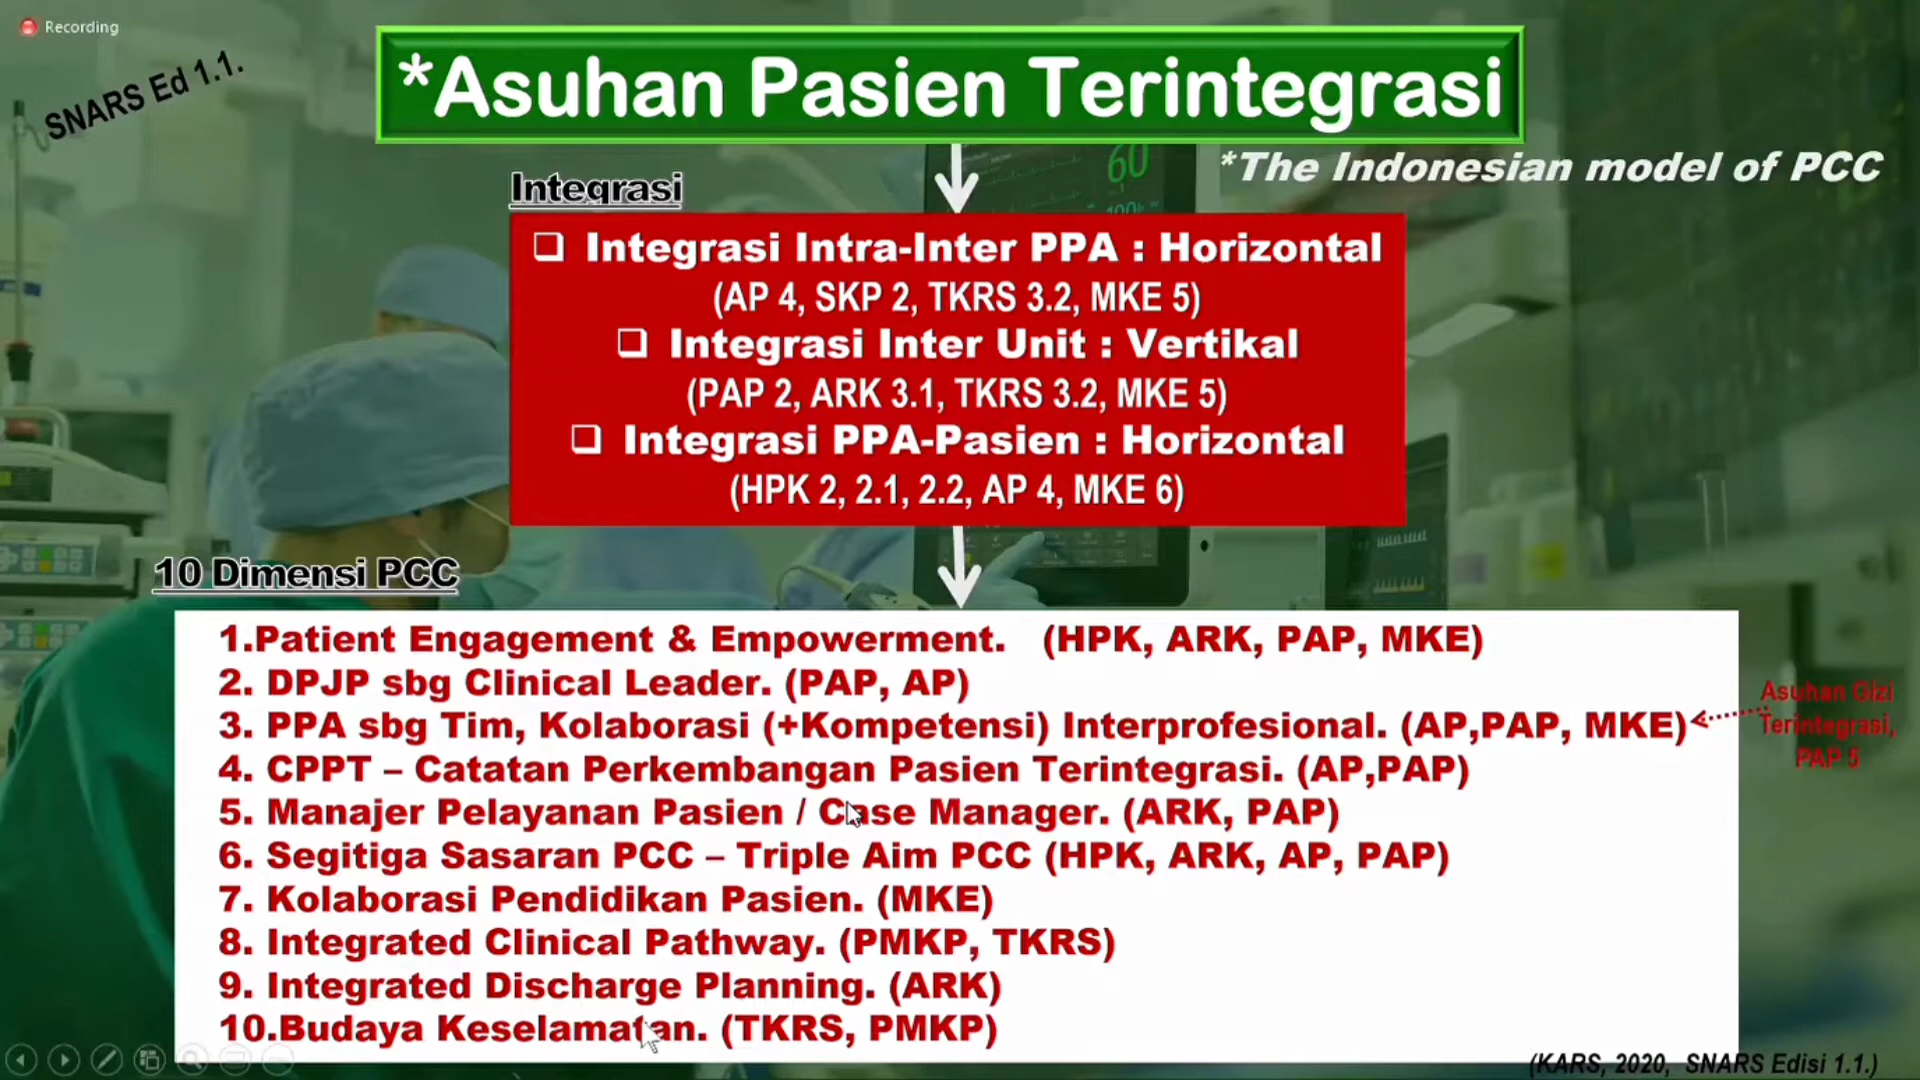 Recording
SNARS Ed 1.1.
*Asuhan Pasien Terintegrasi
*The Indonesian model of PCC
60
Integrasi
❑ Integrasi Intra-Inter PPA : Horizontal
(AP 4, SKP 2, TKRS 3.2, MKE 5)
❑ Integrasi Inter Unit : Vertikal
(PAP 2, ARK 3.1, TKRS 3.2, MKE 5)
❑ Integrasi PPA-Pasien : Horizontal
(HPK 2, 2.1, 2.2, AP 4, MKE 6)
10 Dimensi PCC
1.Patient Engagement & Empowerment. (HPK, ARK, PAP, MKE)
2. DPJP sbg Clinical Leader. (PAP, AP)
3. PPA sbg Tim, Kolaborasi (+Kompetensi) Interprofesional. (AP,PAP, MKE)
4. CPPT – Catatan Perkembangan Pasien Terintegrasi. (AP,PAP)
5. Manajer Pelayanan Pasien / Case Manager. (ARK, PAP)
6. Segitiga Sasaran PCC – Triple Aim PCC (HPK, ARK, AP, PAP)
7. Kolaborasi Pendidikan Pasien. (MKE)
8. Integrated Clinical Pathway. (PMKP, TKRS)
9. Integrated Discharge Planning. (ARK)
10.Budaya Keselamatan. (TKRS, PMKP)
Asuhan Gizi
Terintegrasi,
PAP 5
(KARS, 2020, SNARS Edisi 1.1.)